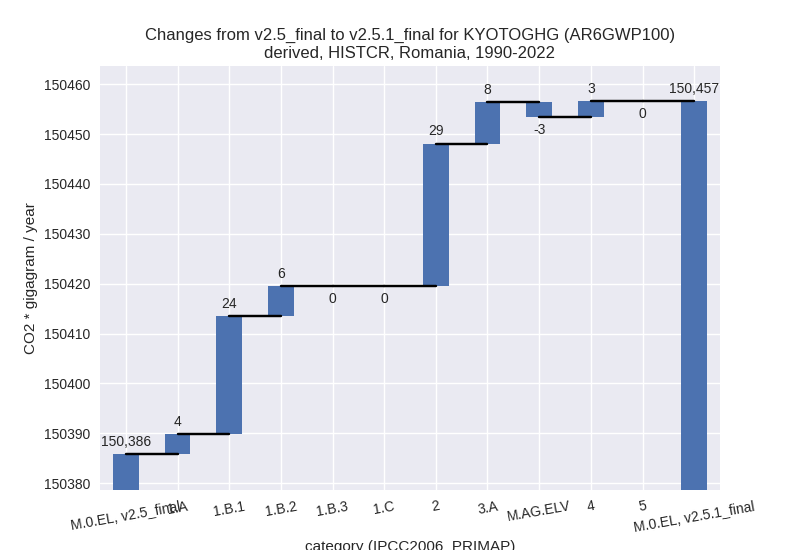 Changes from v2.5_final to v2.5.1_final for KYOTOGHG (AR6GWP100)
derived, HISTCR, Romania, 1990-2022
CO2 * gigagram / year
150460
150450
150440
150430
150420
150410
150400
150390
150380
150,386
4
24
6
0
0
29
8
-3
3
0
150,457
M.0.EL, v2.5_final
1.A
1.B.1
1.B.2
1.B.3
1.C
2
3.A
M.AG.ELV
4
5
M.0.EL, v2.5.1_final
category (IPCC2006_PRIMAP)